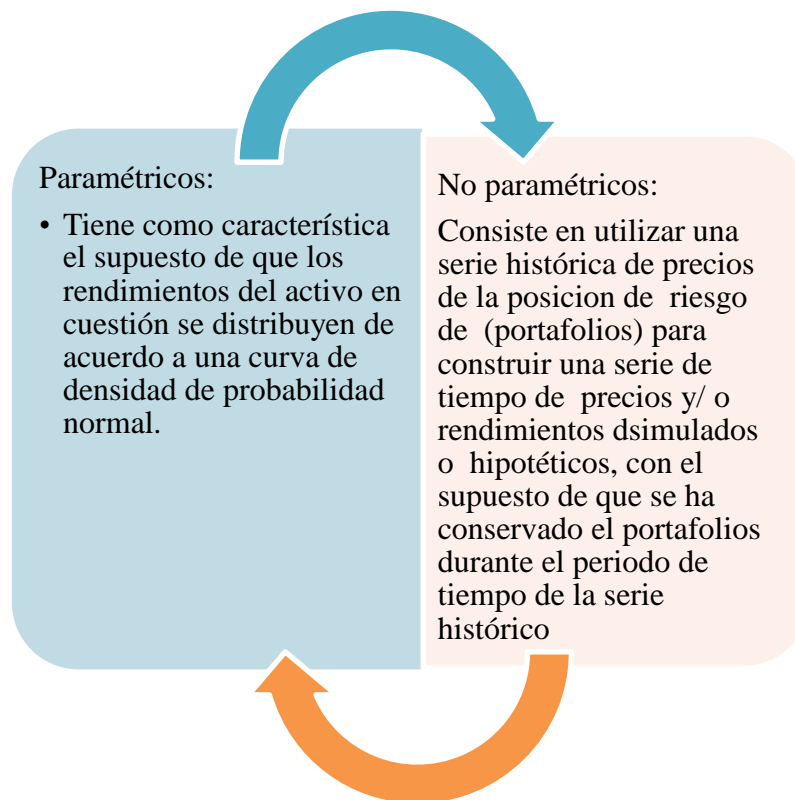 Paramétricos:
• Tiene como característica
el supuesto de que los
rendimientos del activo en
cuestión se distribuyen de
acuerdo a una curva de
densidad de probabilidad
normal.
No paramétricos:
Consiste en utilizar una
serie histórica de precios
de la posicion de riesgo
de (portafolios) para
construir una serie de
tiempo de precios y/ o
rendimientos dsimulados
o hipotéticos, con el
supuesto de que se ha
conservado el portafolios
durante el periodo de
tiempo de la serie
histórico